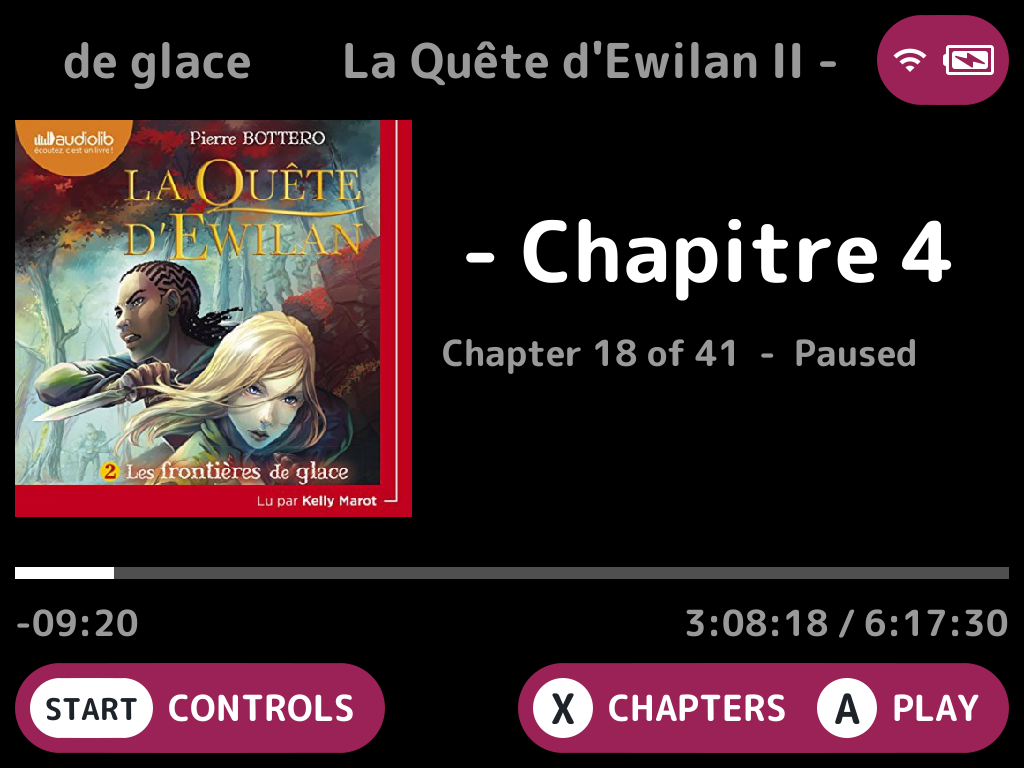 de glace La Quête d'Ewilan II -
audiolib
écoutez, c'est un livre !
Pierre BOTTERO
LA QUÊTE
D'EWILAN
2 Les frontières de glace
Lu par Kelly Marot
- Chapitre 4
Chapter 18 of 41 - Paused
-09:20
3:08:18 / 6:17:30
START CONTROLS
X CHAPTERS A PLAY